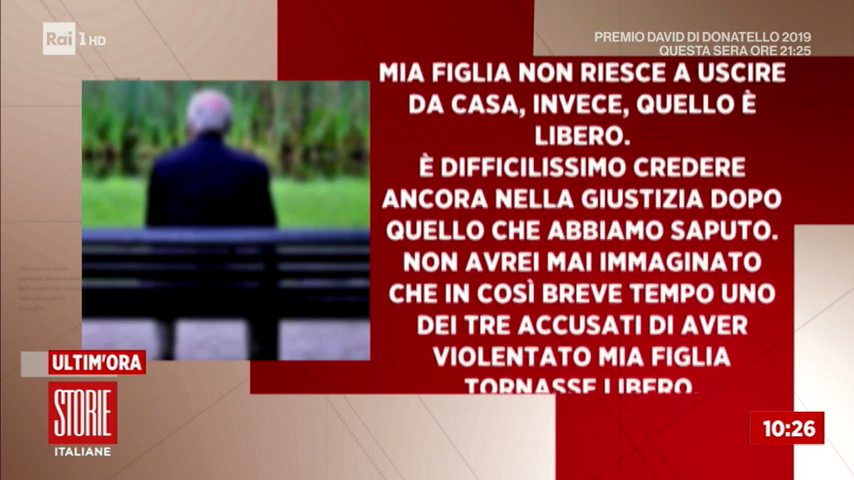 Rai 1 HD
PREMIO DAVID DI DONATELLO 2019
QUESTA SERA ORE 21:25
MIA FIGLIA NON RIESCE A USCIRE
DA CASA, INVECE, QUELLO È
LIBERO.
È DIFFICILISSIMO CREDERE
ANCORA NELLA GIUSTIZIA DOPO
QUELLO CHE ABBIAMO SAPUTO.
NON AVREI MAI IMMAGINATO
CHE IN COSÌ BREVE TEMPO UNO
DEI TRE ACCUSATI DI AVER
VIOLENTATO MIA FIGLIA
TORNASSE LIBERO.
ULTIM'ORA
STORIE
ITALIANE
10:26